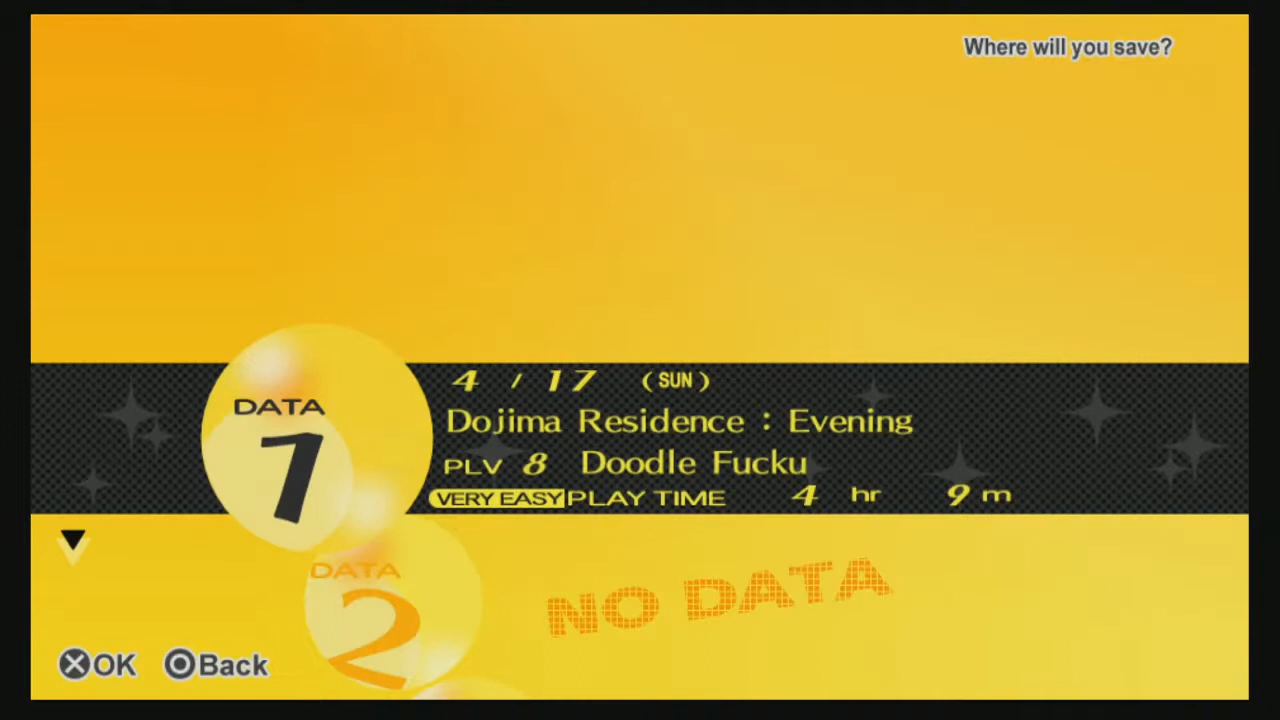 Where will you save?
4 / 17 (SUN)
DATA
1
Dojima Residence : Evening
PLV 8 Doodle Fucku
VERY EASY PLAY TIME 4 hr 9 m
DATA
2
NO DATA
OK Back